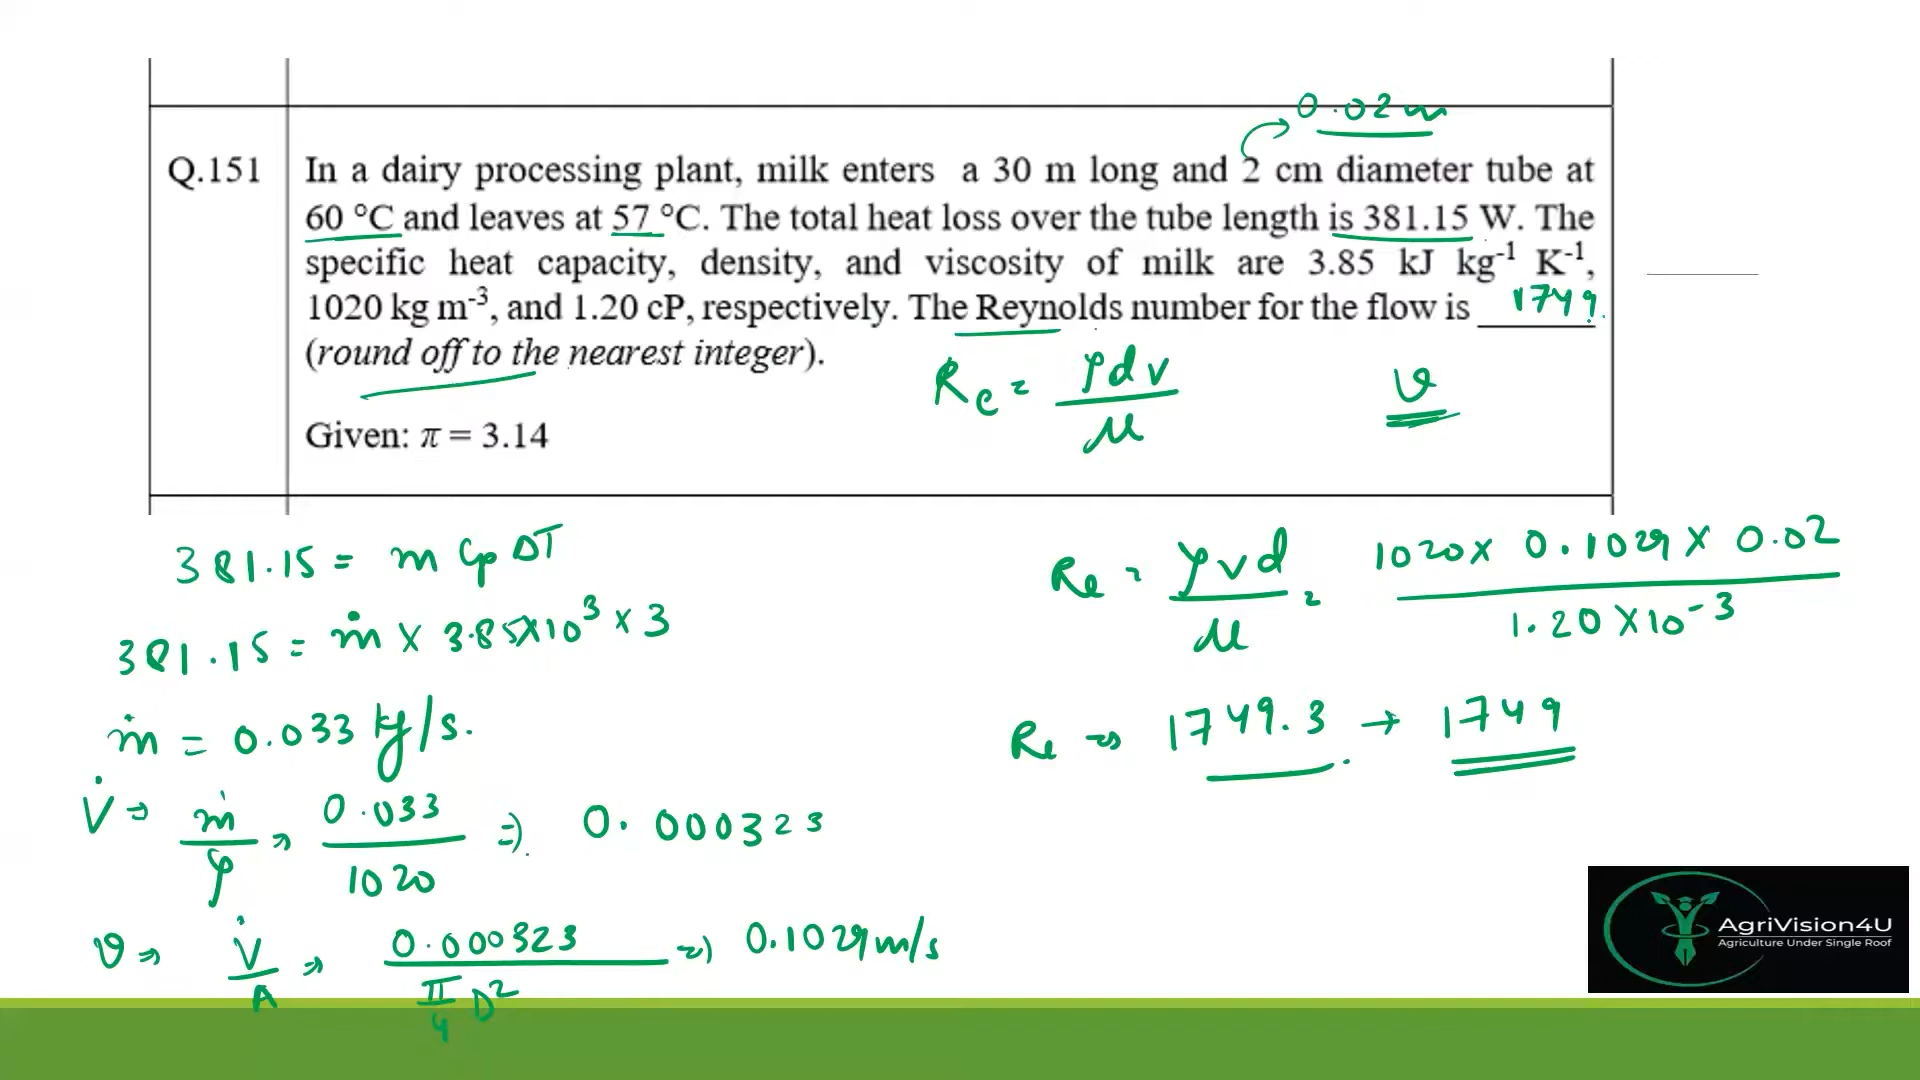 0.02m
Q.151 In a dairy processing plant, milk enters a 30 m long and 2 cm diameter tube at
60 °C and leaves at 57 °C. The total heat loss over the tube length is 381.15 W. The
specific heat capacity, density, and viscosity of milk are 3.85 kJ kg⁻¹ K⁻¹,
1020 kg m⁻³, and 1.20 cP, respectively. The Reynolds number for the flow is 1749.
(round off to the nearest integer).
Re = ρdv/μ
v
Given: π = 3.14
381.15 = m Cp ΔT
381.15 = ṁ × 3.85×10³ × 3
ṁ = 0.033 kg/s.
V̇ ⇒ ṁ/ρ ⇒ 0.033/1020 ⇒ 0.000323
v ⇒ V̇/A ⇒ 0.000323/(π/4 D²) ⇒ 0.1029 m/s
Re = ρvd/μ = 1020 × 0.1029 × 0.02/1.20 × 10⁻³
Re ⇒ 1749.3 → 1749
AgriVision4U
Agriculture Under Single Roof